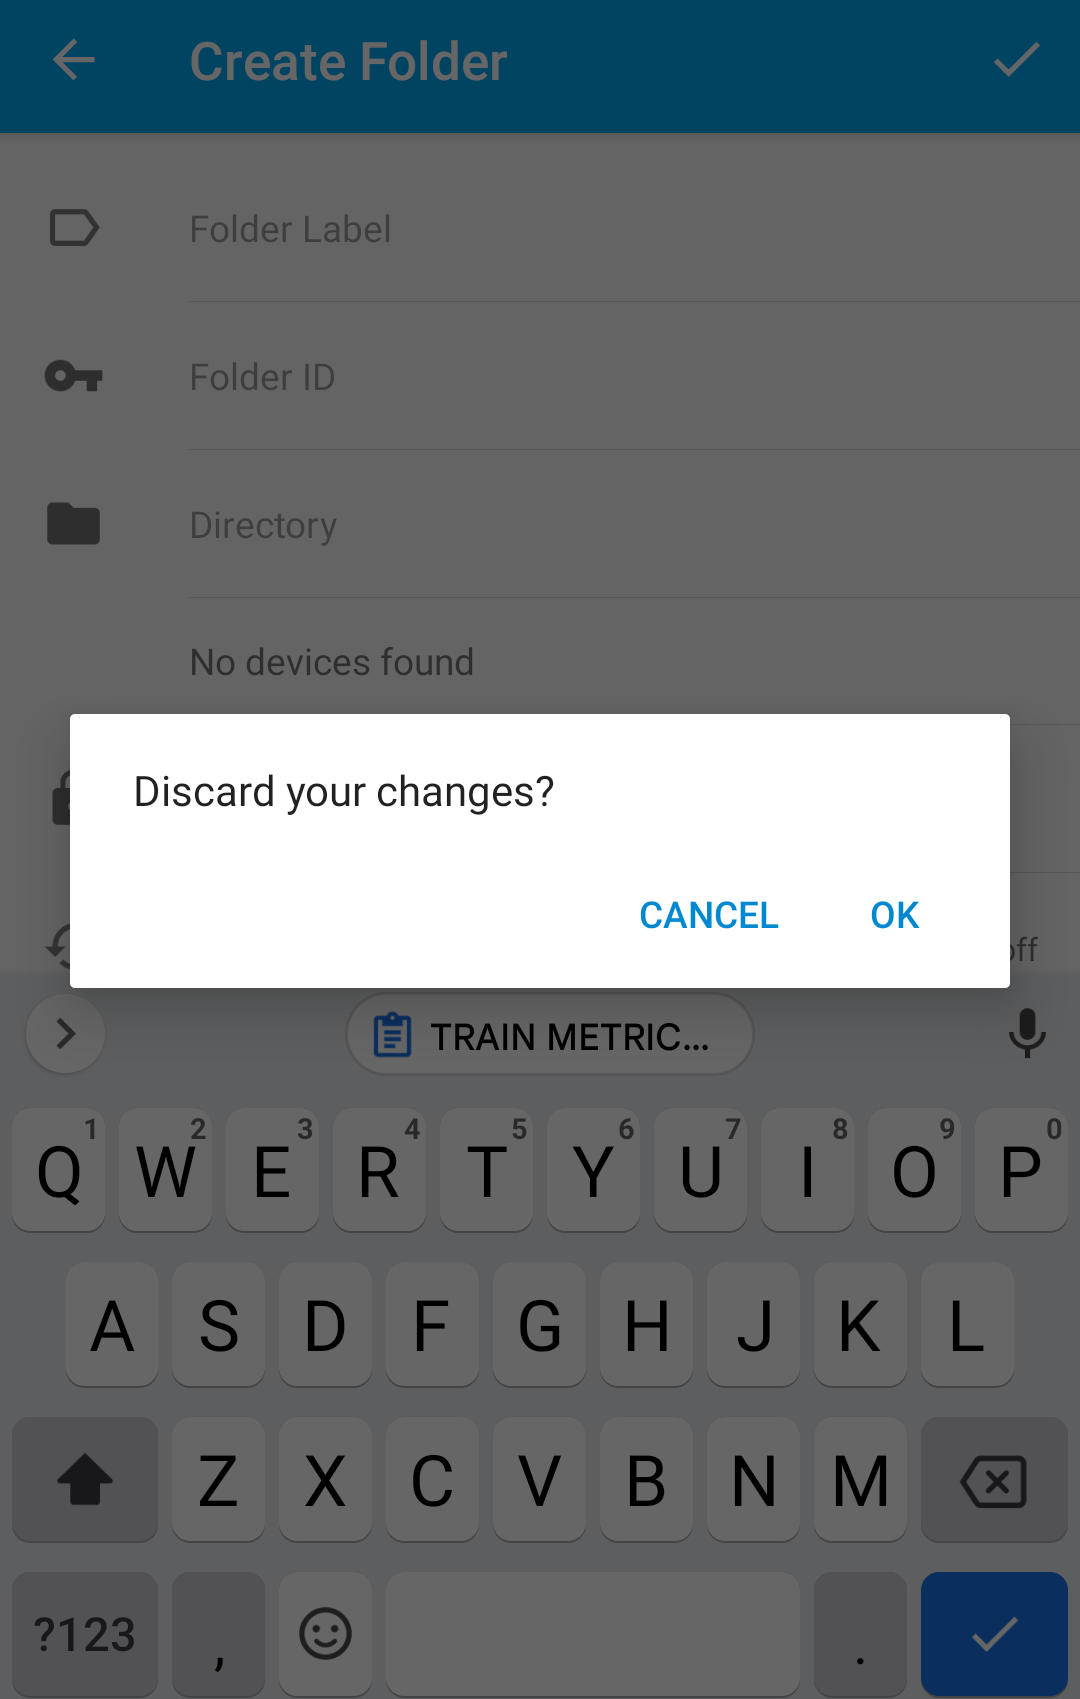 Create Folder
Folder Label
Folder ID
Directory
No devices found
Discard your changes?
CANCEL OK
off
TRAIN METRIC...
1 2 3 4 5 6 7 8 9 0
Q W E R T Y U I O P
A S D F G H J K L
Z X C V B N M
?123 , .